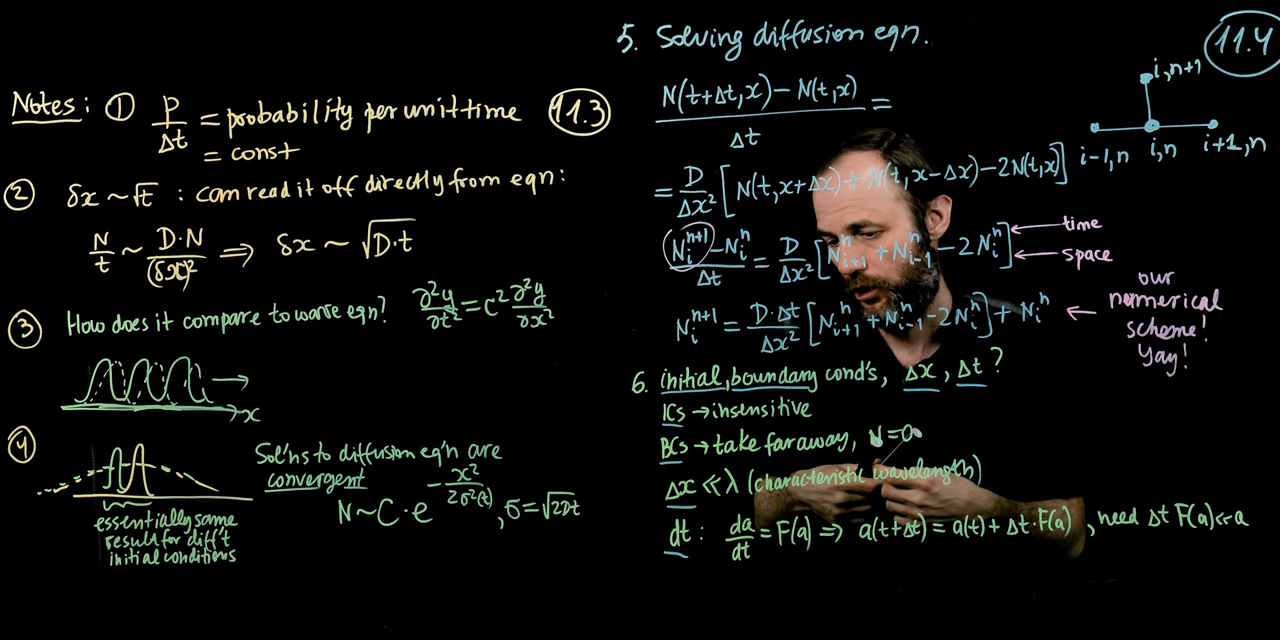 Notes: ① P/Δt = probability per unit time
= const
11.3
② δx ~ √t : can read it off directly from eqn:
N/t ~ D·N/(δx)² ⇒ δx ~ √D·t
③ How does it compare to wave eqn? ∂²y/∂t² = c² ∂²y/∂x²
x
④ Sol'ns to diffusion eq'n are
convergent
N ~ C·e^(-x²/2σ²(t)), σ = √2Dt
essentially same
result for diff't
initial conditions
5. Solving diffusion eqn.
11.4
N(t+Δt,x) − N(t,x) / Δt =
i,n+1
i-1,n i,n i+1,n
= D/Δx² [N(t,x+Δx) + N(t,x−Δx) − 2N(t,x)]
N_i^{n+1} − N_i^n / Δt = D/Δx² [N_{i+1}^n + N_{i-1}^n − 2N_i^n]
time
space
N_i^{n+1} = D·Δt/Δx² [N_{i+1}^n + N_{i-1}^n − 2N_i^n] + N_i^n
our
numerical
scheme!
Yay!
6. initial, boundary cond's, Δx, Δt ?
ICs → insensitive
BCs → take far away, N=0
Δx ≪ λ (characteristic wavelength)
dt : da/dt = F(a) ⇒ a(t+Δt) = a(t) + Δt·F(a), need Δt F(a) ≪ a